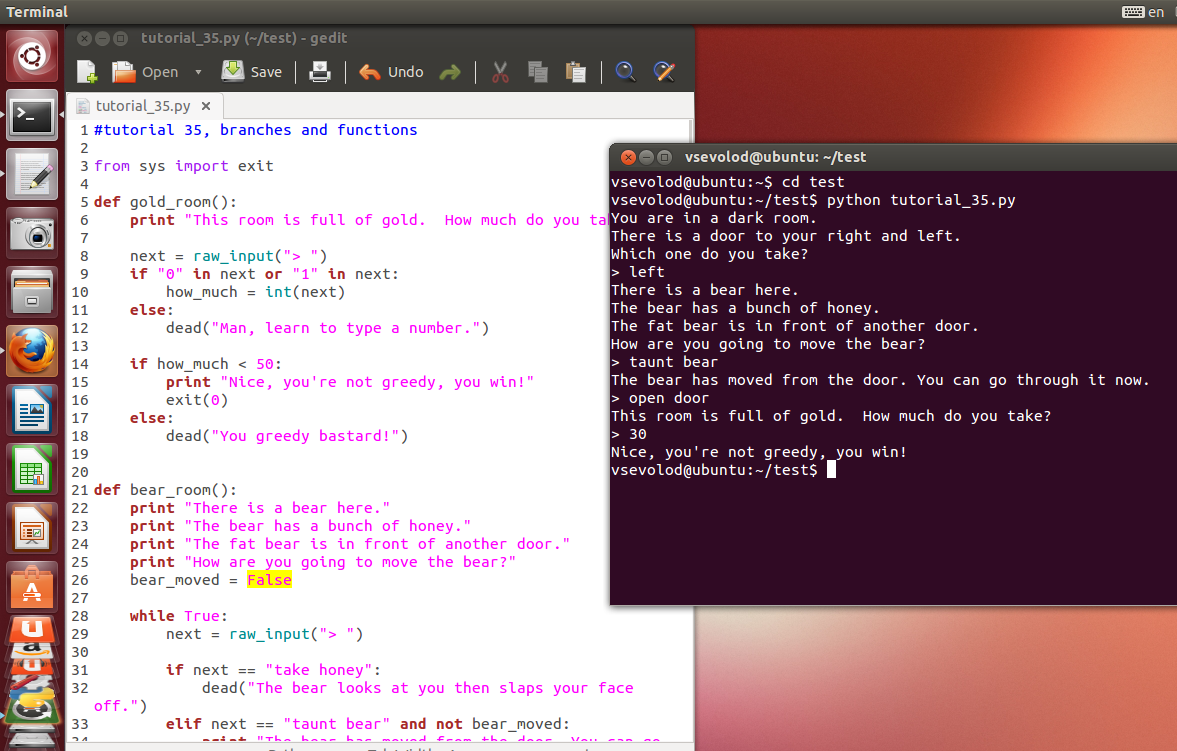 Terminal
en
tutorial_35.py (~/test) - gedit
Open Save Undo
tutorial_35.py
1 #tutorial 35, branches and functions
2
3 from sys import exit
4
5 def gold_room():
6     print "This room is full of gold.  How much do you ta
7
8     next = raw_input("> ")
9     if "0" in next or "1" in next:
10         how_much = int(next)
11     else:
12         dead("Man, learn to type a number.")
13
14     if how_much < 50:
15         print "Nice, you're not greedy, you win!"
16         exit(0)
17     else:
18         dead("You greedy bastard!")
19
20
21 def bear_room():
22     print "There is a bear here."
23     print "The bear has a bunch of honey."
24     print "The fat bear is in front of another door."
25     print "How are you going to move the bear?"
26     bear_moved = False
27
28     while True:
29         next = raw_input("> ")
30
31         if next == "take honey":
32             dead("The bear looks at you then slaps your face
off.")
33         elif next == "taunt bear" and not bear_moved:
34             print "The bear has moved from the door. You can go
vsevolod@ubuntu: ~/test
vsevolod@ubuntu:~$ cd test
vsevolod@ubuntu:~/test$ python tutorial_35.py
You are in a dark room.
There is a door to your right and left.
Which one do you take?
> left
There is a bear here.
The bear has a bunch of honey.
The fat bear is in front of another door.
How are you going to move the bear?
> taunt bear
The bear has moved from the door. You can go through it now.
> open door
This room is full of gold.  How much do you take?
> 30
Nice, you're not greedy, you win!
vsevolod@ubuntu:~/test$